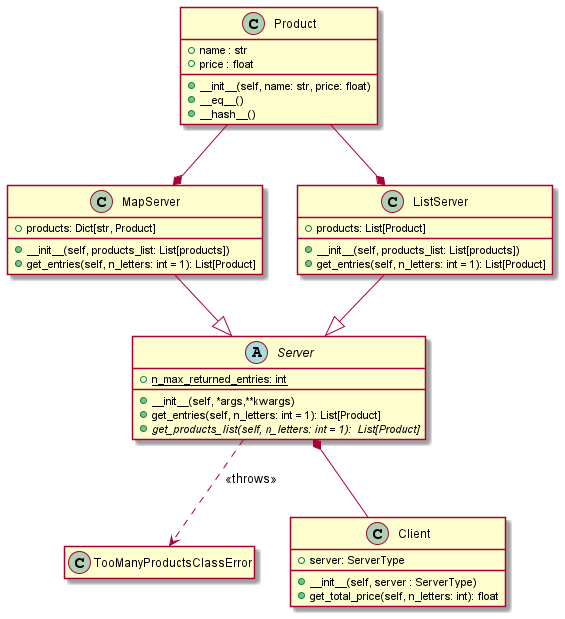 C Product
name : str
price : float
__init__(self, name: str, price: float)
__eq__()
__hash__()
C MapServer
products: Dict[str, Product]
__init__(self, products_list: List[products])
get_entries(self, n_letters: int = 1): List[Product]
C ListServer
products: List[Product]
__init__(self, products_list: List[products])
get_entries(self, n_letters: int = 1): List[Product]
A Server
n_max_returned_entries: int
__init__(self, *args,**kwargs)
get_entries(self, n_letters: int = 1): List[Product]
get_products_list(self, n_letters: int = 1): List[Product]
«throws»
C TooManyProductsClassError
C Client
server: ServerType
__init__(self, server : ServerType)
get_total_price(self, n_letters: int): float